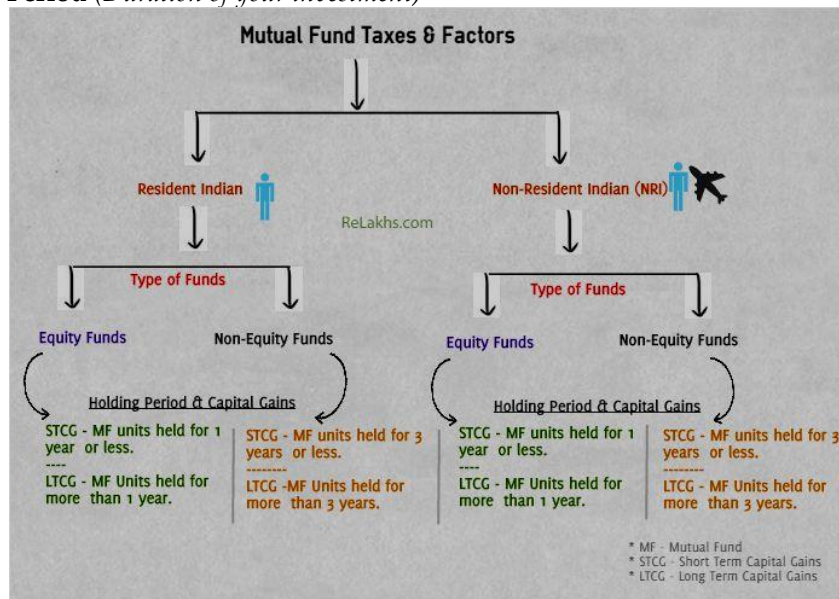 Mutual Fund Taxes & Factors
Resident Indian
Non-Resident Indian (NRI)
ReLakhs.com
Type of Funds
Equity Funds
Non-Equity Funds
Holding Period & Capital Gains
STCG - MF units held for 1
year or less.
----
LTCG - MF Units held for
more than 1 year.
STCG - MF units held for 3
years or less.
--------
LTCG -MF Units held for
more than 3 years.
Type of Funds
Equity Funds
Non-Equity Funds
Holding Period & Capital Gains
STCG - MF units held for 1
year or less.
----
LTCG - MF Units held for
more than 1 year.
STCG - MF units held for 3
years or less.
--------
LTCG - MF Units held for
more than 3 years.
* MF - Mutual Fund
* STCG - Short Term Capital Gains
* LTCG - Long Term Capital Gains